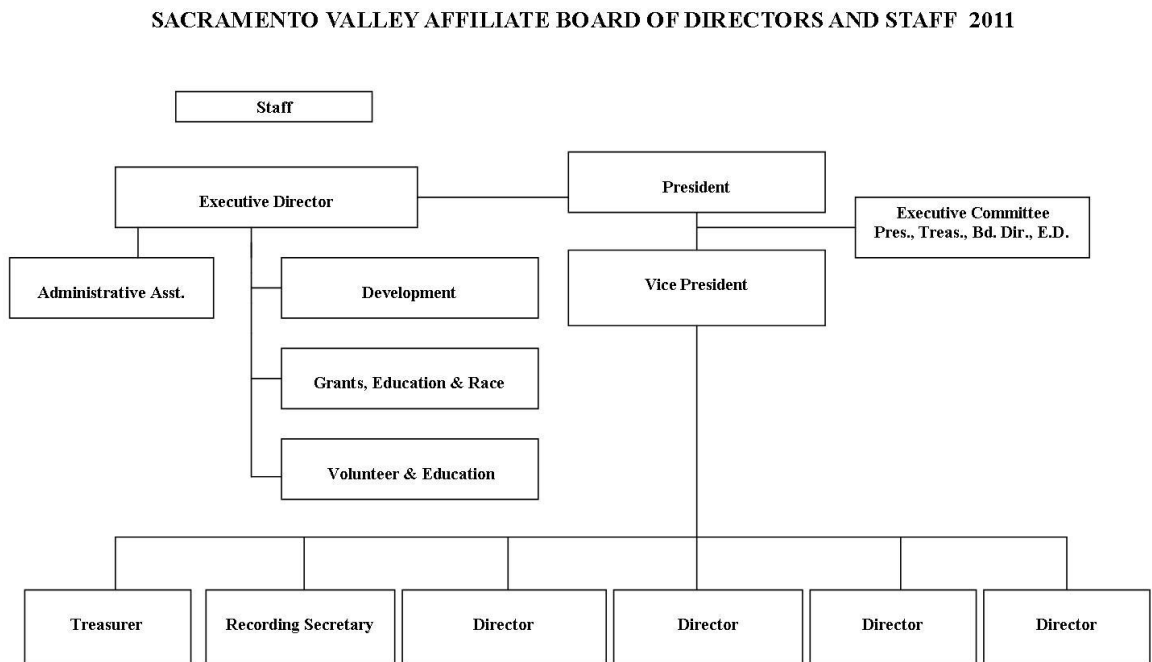 SACRAMENTO VALLEY AFFILIATE BOARD OF DIRECTORS AND STAFF 2011
Staff
Executive Director
President
Executive Committee
Pres., Treas., Bd. Dir., E.D.
Administrative Asst.
Development
Vice President
Grants, Education & Race
Volunteer & Education
Treasurer
Recording Secretary
Director
Director
Director
Director